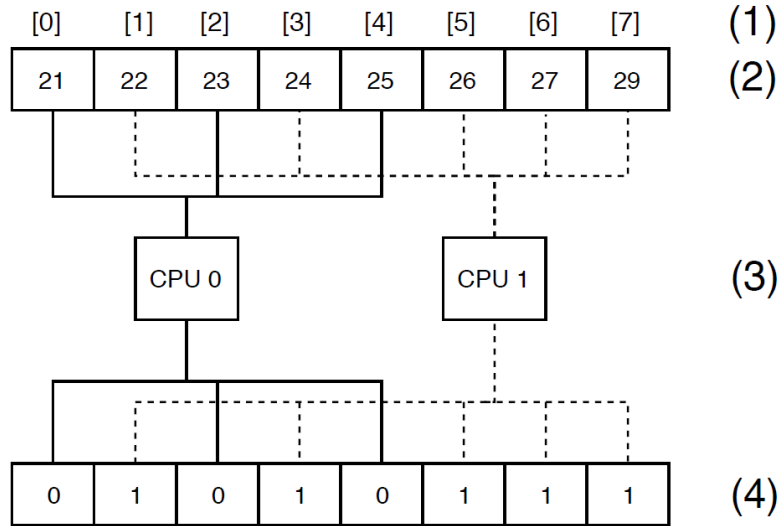 [0] [1] [2] [3] [4] [5] [6] [7] (1)
21 22 23 24 25 26 27 29 (2)
CPU 0 CPU 1 (3)
0 1 0 1 0 1 1 1 (4)